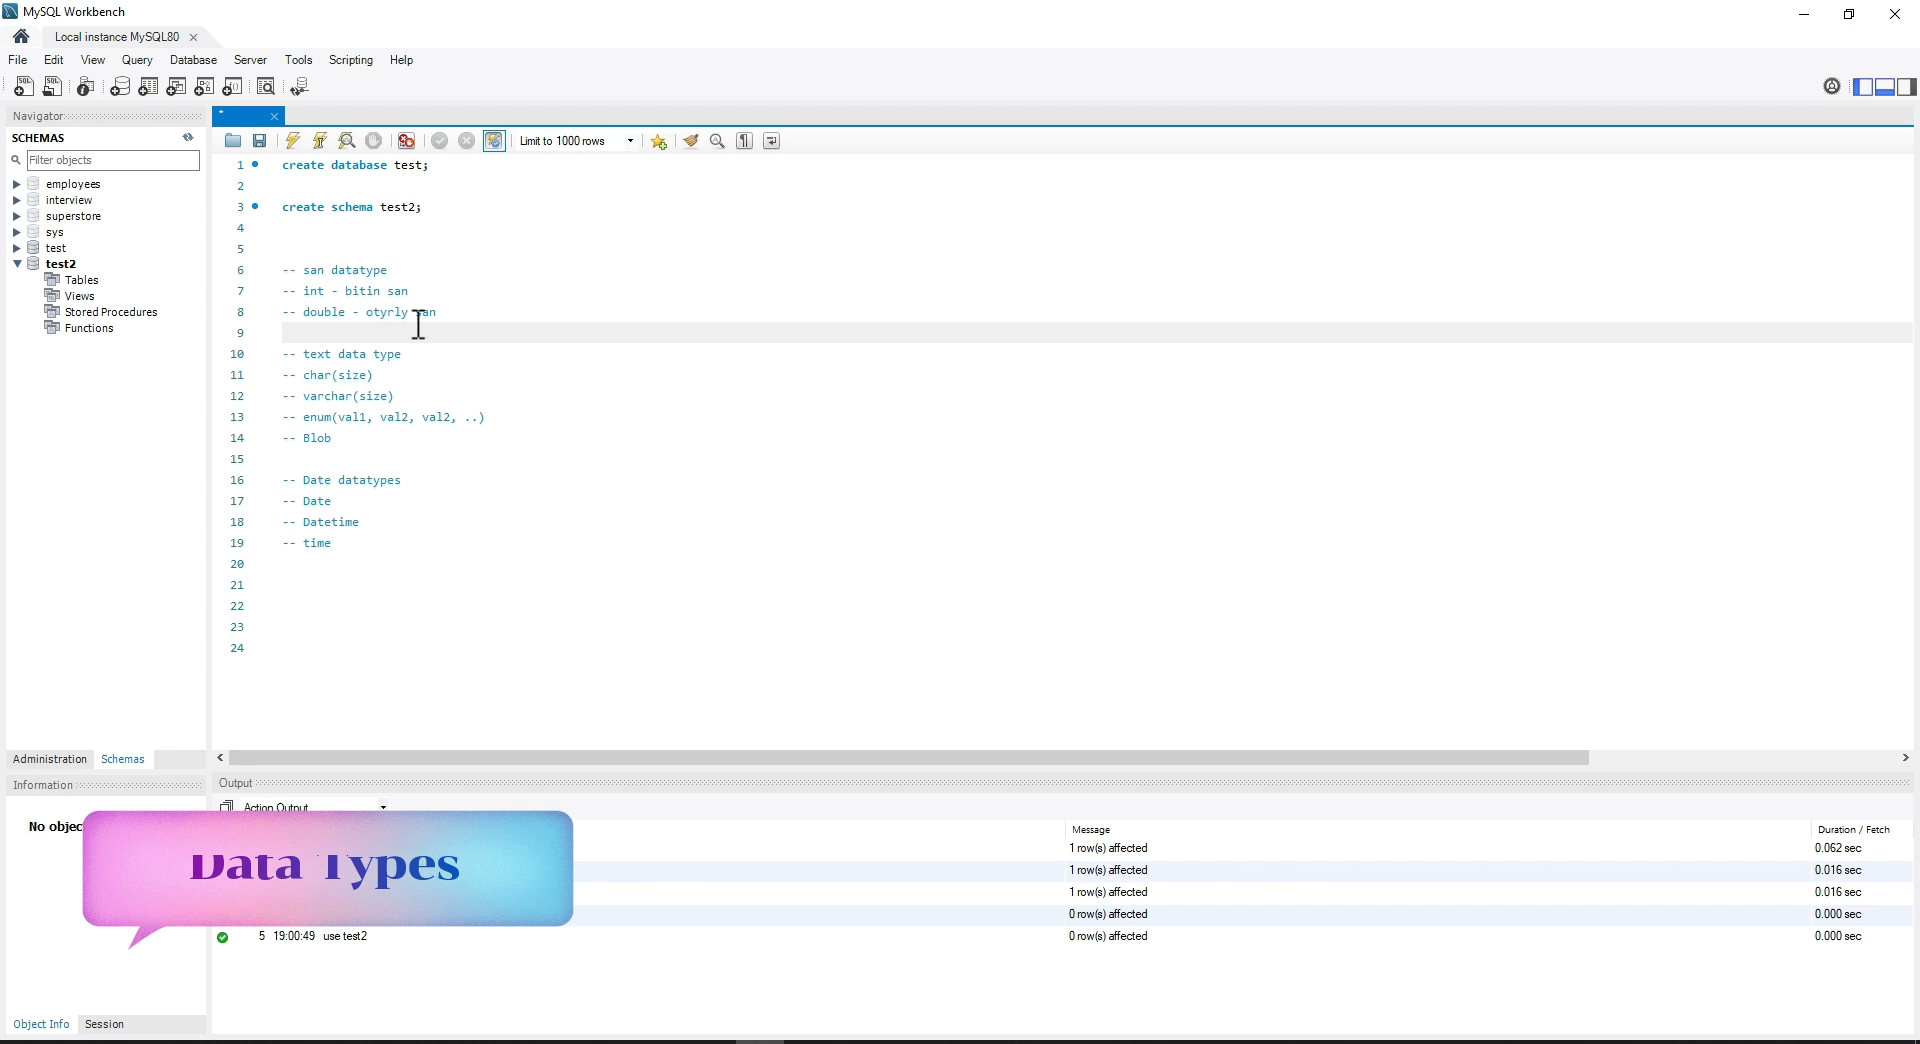 MySQL Workbench
Local instance MySQL80
File Edit View Query Database Server Tools Scripting Help
Navigator
SCHEMAS
Filter objects
employees
interview
superstore
sys
test
test2
Tables
Views
Stored Procedures
Functions
Administration Schemas
Information
No objec
Object Info Session
Limit to 1000 rows
1 create database test;
2
3 create schema test2;
4
5
6 -- san datatype
7 -- int - bitin san
8 -- double - otyrly san
9
10 -- text data type
11 -- char(size)
12 -- varchar(size)
13 -- enum(val1, val2, val2, ..)
14 -- Blob
15
16 -- Date datatypes
17 -- Date
18 -- Datetime
19 -- time
20
21
22
23
24
Output
Action Output
Message Duration / Fetch
1 row(s) affected 0.062 sec
1 row(s) affected 0.016 sec
1 row(s) affected 0.016 sec
0 row(s) affected 0.000 sec
5 19:00:49 use test2 0 row(s) affected 0.000 sec
Data Types